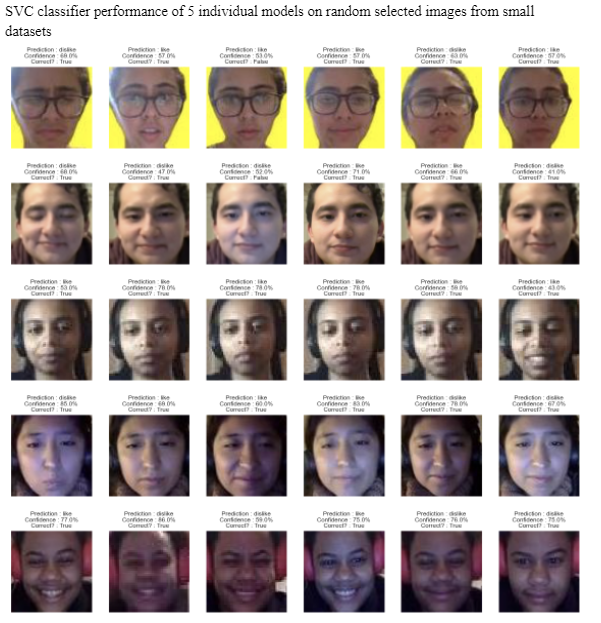 SVC classifier performance of 5 individual models on random selected images from small
datasets
Prediction : dislike Prediction : like Prediction : like Prediction : like Prediction : dislike Prediction : like
Confidence : 69.0% Confidence : 57.0% Confidence : 53.0% Confidence : 57.0% Confidence : 63.0% Confidence : 57.0%
Correct? : True Correct? : True Correct? : False Correct? : True Correct? : True Correct? : True
Prediction : dislike Prediction : dislike Prediction : dislike Prediction : like Prediction : like Prediction : dislike
Confidence : 68.0% Confidence : 47.0% Confidence : 52.0% Confidence : 71.0% Confidence : 66.0% Confidence : 41.0%
Correct? : True Correct? : True Correct? : False Correct? : True Correct? : True Correct? : True
Prediction : like Prediction : like Prediction : like Prediction : like Prediction : like Prediction : like
Confidence : 53.0% Confidence : 78.0% Confidence : 78.0% Confidence : 78.0% Confidence : 59.0% Confidence : 43.0%
Correct? : True Correct? : True Correct? : True Correct? : True Correct? : True Correct? : True
Prediction : dislike Prediction : like Prediction : like Prediction : like Prediction : dislike Prediction : dislike
Confidence : 85.0% Confidence : 69.0% Confidence : 60.0% Confidence : 83.0% Confidence : 78.0% Confidence : 67.0%
Correct? : True Correct? : True Correct? : True Correct? : True Correct? : True Correct? : True
Prediction : like Prediction : dislike Prediction : dislike Prediction : like Prediction : dislike Prediction : dislike
Confidence : 77.0% Confidence : 86.0% Confidence : 59.0% Confidence : 75.0% Confidence : 76.0% Confidence : 75.0%
Correct? : True Correct? : True Correct? : True Correct? : True Correct? : True Correct? : True